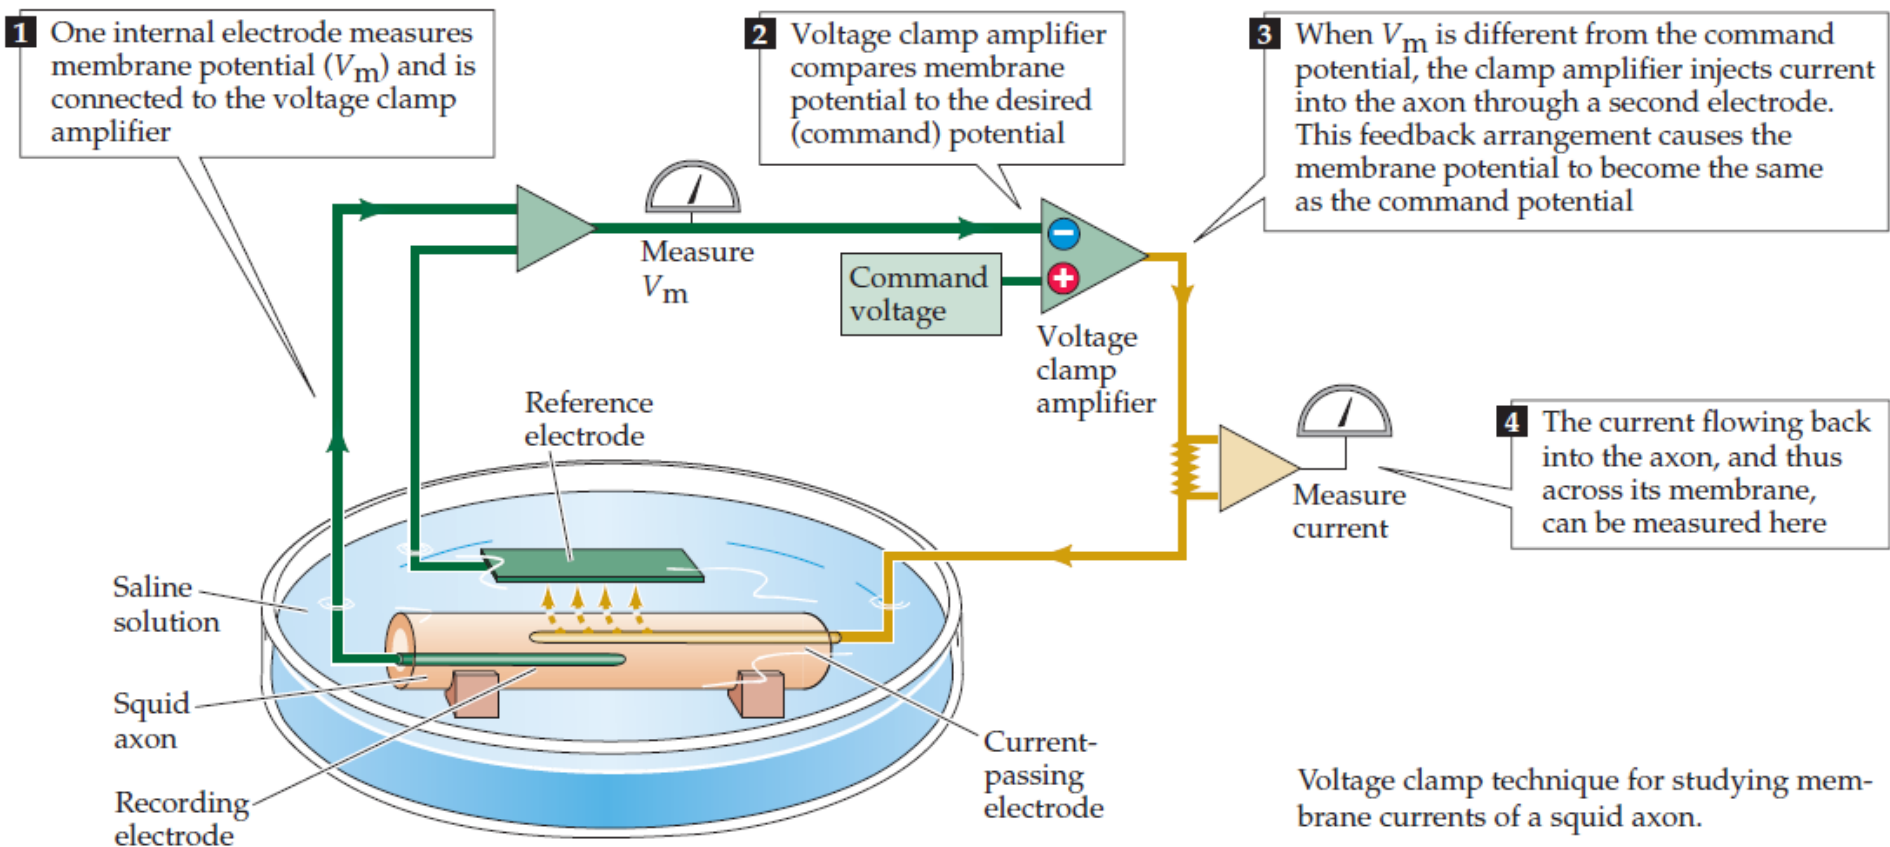 1 One internal electrode measures
membrane potential (Vm) and is
connected to the voltage clamp
amplifier
2 Voltage clamp amplifier
compares membrane
potential to the desired
(command) potential
3 When Vm is different from the command
potential, the clamp amplifier injects current
into the axon through a second electrode.
This feedback arrangement causes the
membrane potential to become the same
as the command potential
Measure
Vm
−
+
Command
voltage
Voltage
clamp
amplifier
Reference
electrode
4 The current flowing back
into the axon, and thus
across its membrane,
can be measured here
Measure
current
Saline
solution
Squid
axon
Recording
electrode
Current-
passing
electrode
Voltage clamp technique for studying mem-
brane currents of a squid axon.